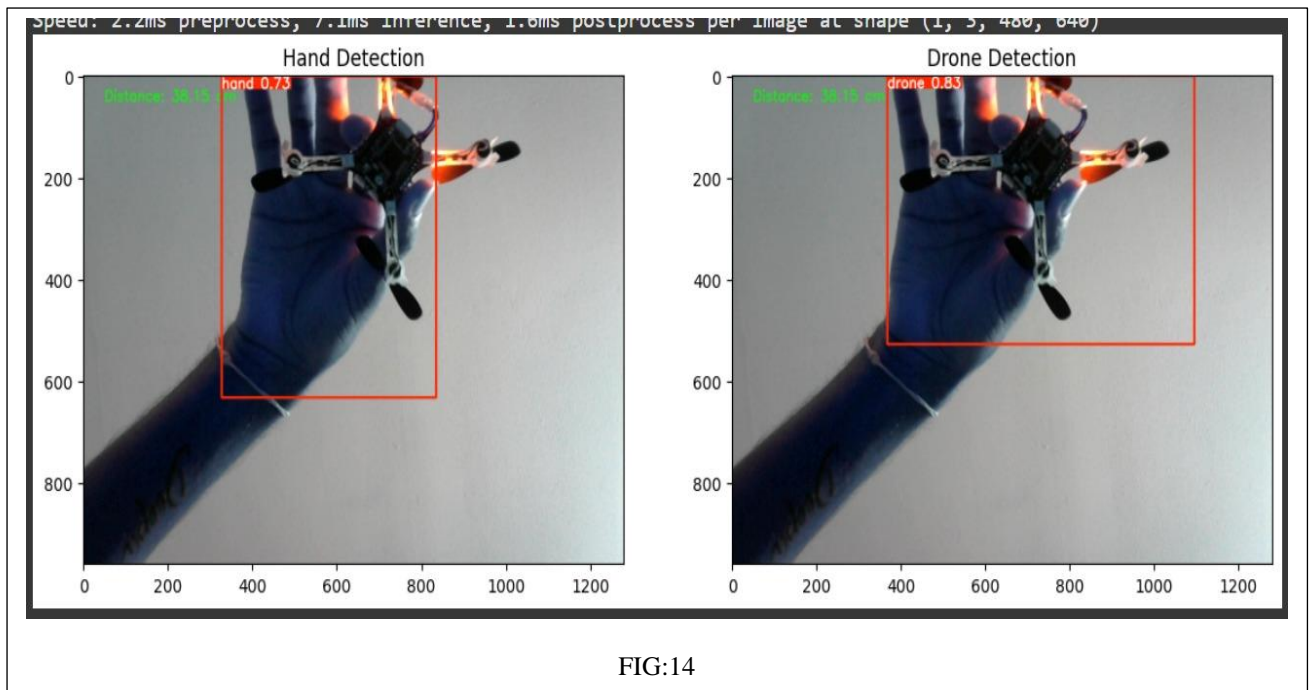 Speed: 2.2ms preprocess, 7.1ms inference, 1.6ms postprocess per image at shape (1, 3, 480, 640)
Hand Detection
Drone Detection
hand 0.73
Distance: 38.15 cm
drone 0.83
Distance: 38.15 cm
0
200
400
600
800
0 200 400 600 800 1000 1200
0
200
400
600
800
0 200 400 600 800 1000 1200
FIG:14